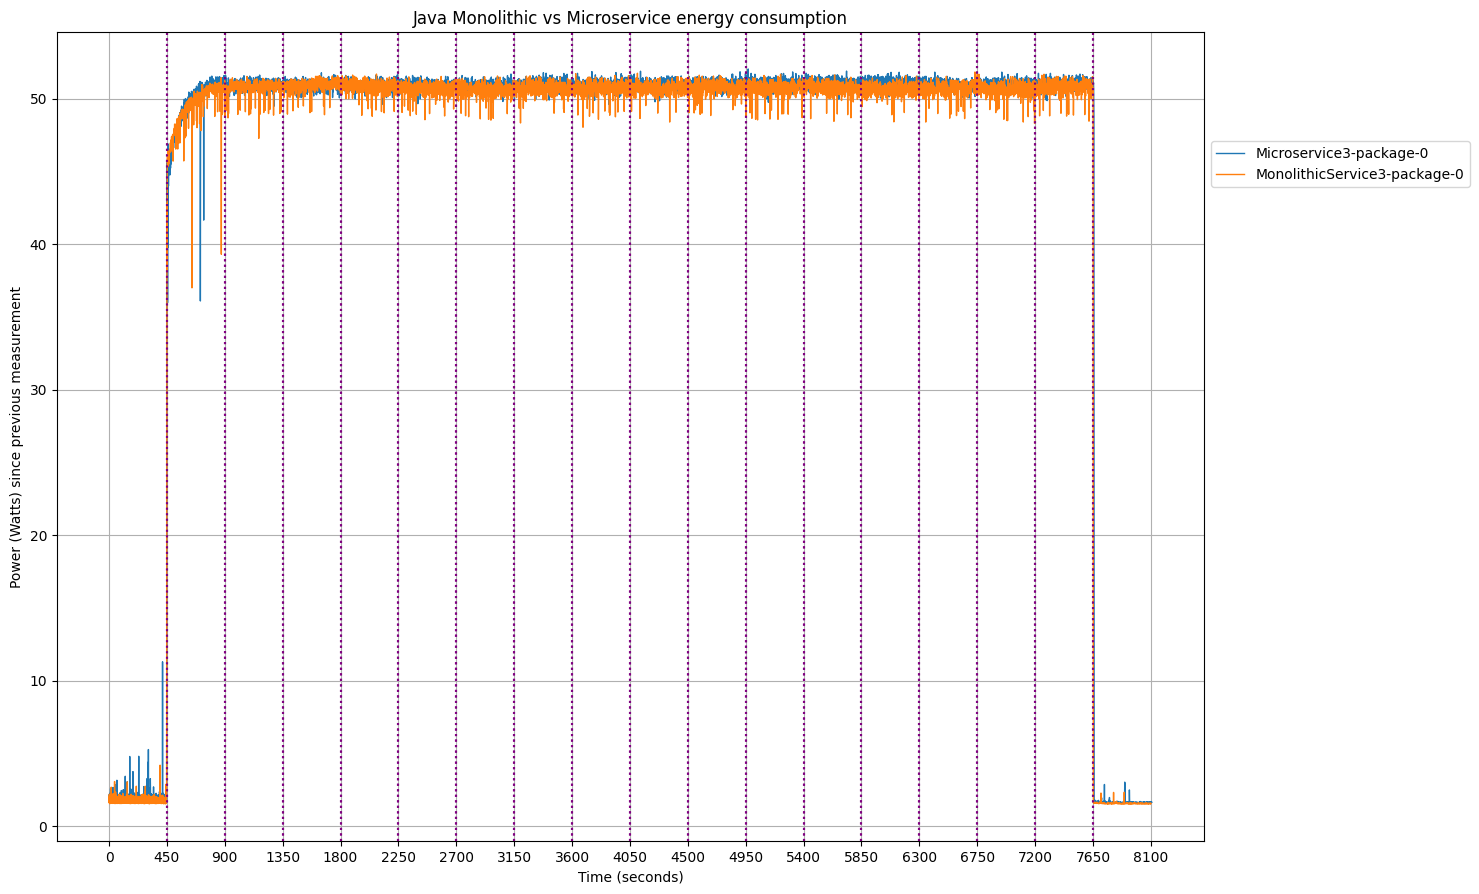 Java Monolithic vs Microservice energy consumption
Power (Watts) since previous measurement
50
40
30
20
10
0
Microservice3-package-0
MonolithicService3-package-0
0 450 900 1350 1800 2250 2700 3150 3600 4050 4500 4950 5400 5850 6300 6750 7200 7650 8100
Time (seconds)